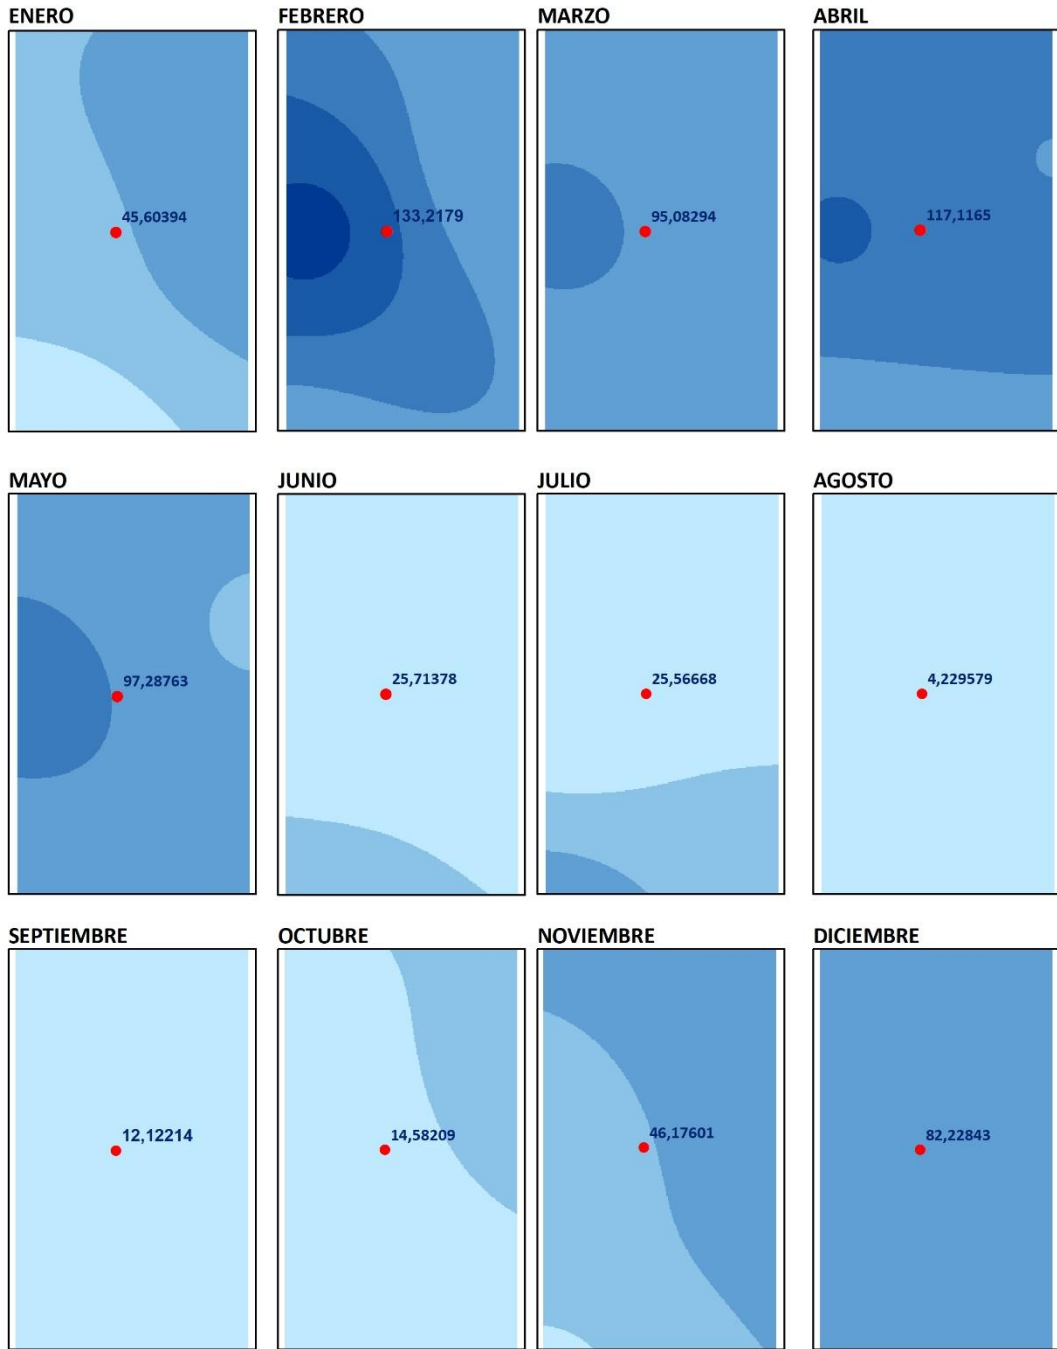 ENERO
FEBRERO
MARZO
ABRIL
45,60394
133,2179
95,08294
117,1165
MAYO
JUNIO
JULIO
AGOSTO
97,28763
25,71378
25,56668
4,229579
SEPTIEMBRE
OCTUBRE
NOVIEMBRE
DICIEMBRE
12,12214
14,58209
46,17601
82,22843